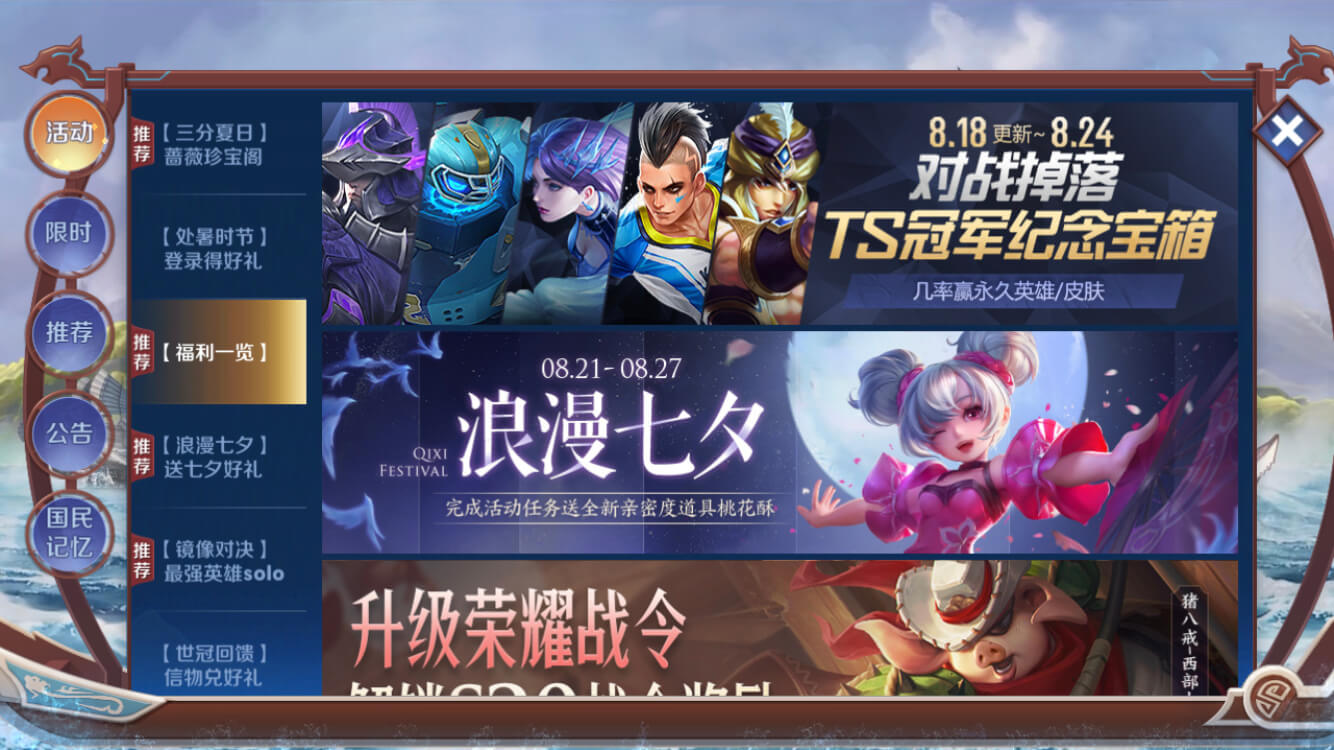 活动
限时
推荐
公告
国民
记忆
推荐
【三分夏日】
蔷薇珍宝阁
【处暑时节】
登录得好礼
推荐
【福利一览】
推荐
【浪漫七夕】
送七夕好礼
推荐
【镜像对决】
最强英雄solo
【世冠回馈】
信物兑好礼
8.18更新~8.24
对战掉落
TS冠军纪念宝箱
几率赢永久英雄/皮肤
08.21-08.27
浪漫七夕
QIXI
FESTIVAL
完成活动任务送全新亲密度道具桃花酥
升级荣耀战令
猪八戒-西部